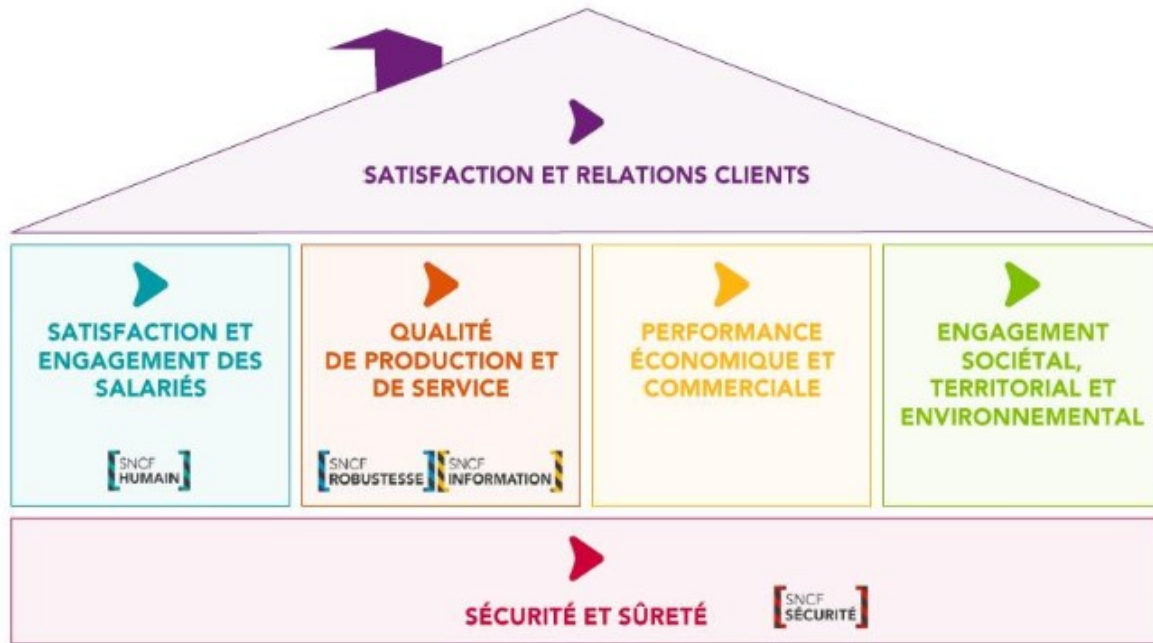 SATISFACTION ET RELATIONS CLIENTS
SATISFACTION ET
ENGAGEMENT DES
SALARIÉS
SNCF
HUMAIN
QUALITÉ
DE PRODUCTION ET
DE SERVICE
SNCF
ROBUSTESSE
SNCF
INFORMATION
PERFORMANCE
ÉCONOMIQUE ET
COMMERCIALE
ENGAGEMENT
SOCIÉTAL,
TERRITORIAL ET
ENVIRONNEMENTAL
SÉCURITÉ ET SÛRETÉ
SNCF
SÉCURITÉ